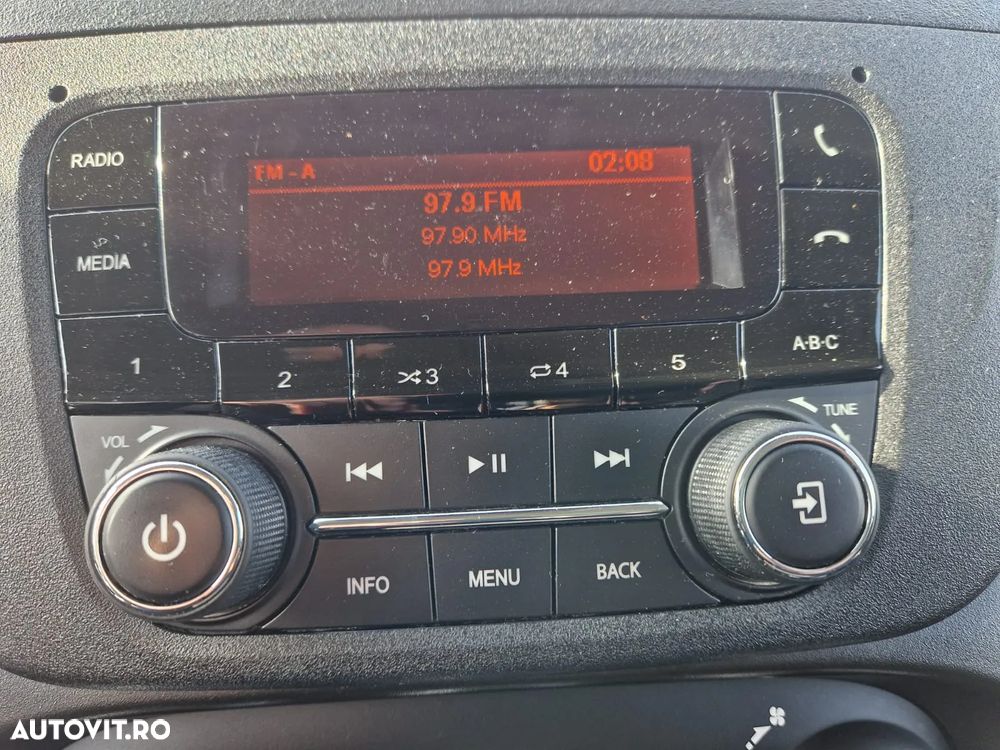 RADIO
MEDIA
FM - A 02:08
97.9 FM
97.90 MHz
97.9 MHz
1
2
3
4
5
A·B·C
VOL
TUNE
INFO
MENU
BACK
AUTOVIT.RO